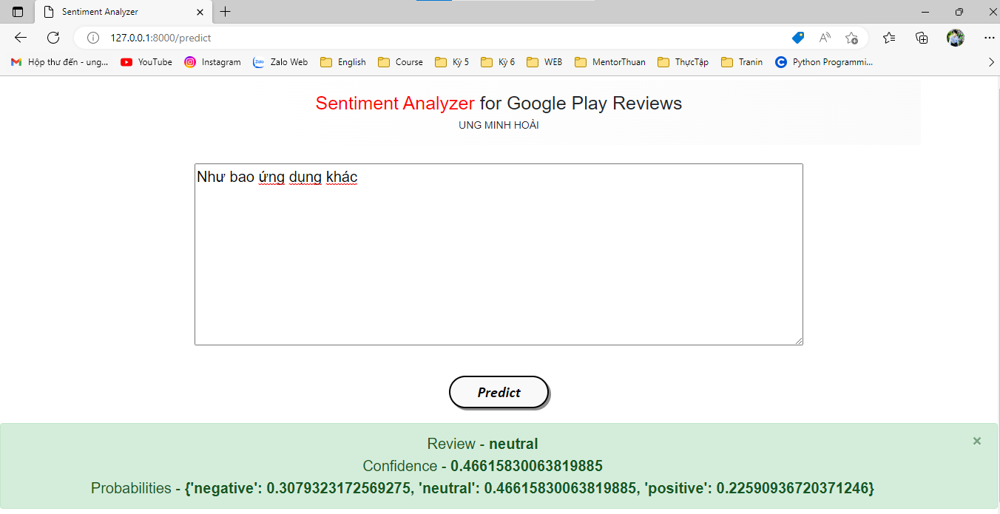 Sentiment Analyzer
127.0.0.1:8000/predict
Hộp thư đến - ung... YouTube Instagram Zalo Web English Course Kỳ 5 Kỳ 6 WEB MentorThuan ThựcTập Tranin Python Programmi...
Sentiment Analyzer for Google Play Reviews
UNG MINH HOÀI
Như bao ứng dụng khác
Predict
Review - neutral
Confidence - 0.46615830063819885
Probabilities - {'negative': 0.3079323172569275, 'neutral': 0.46615830063819885, 'positive': 0.22590936720371246}